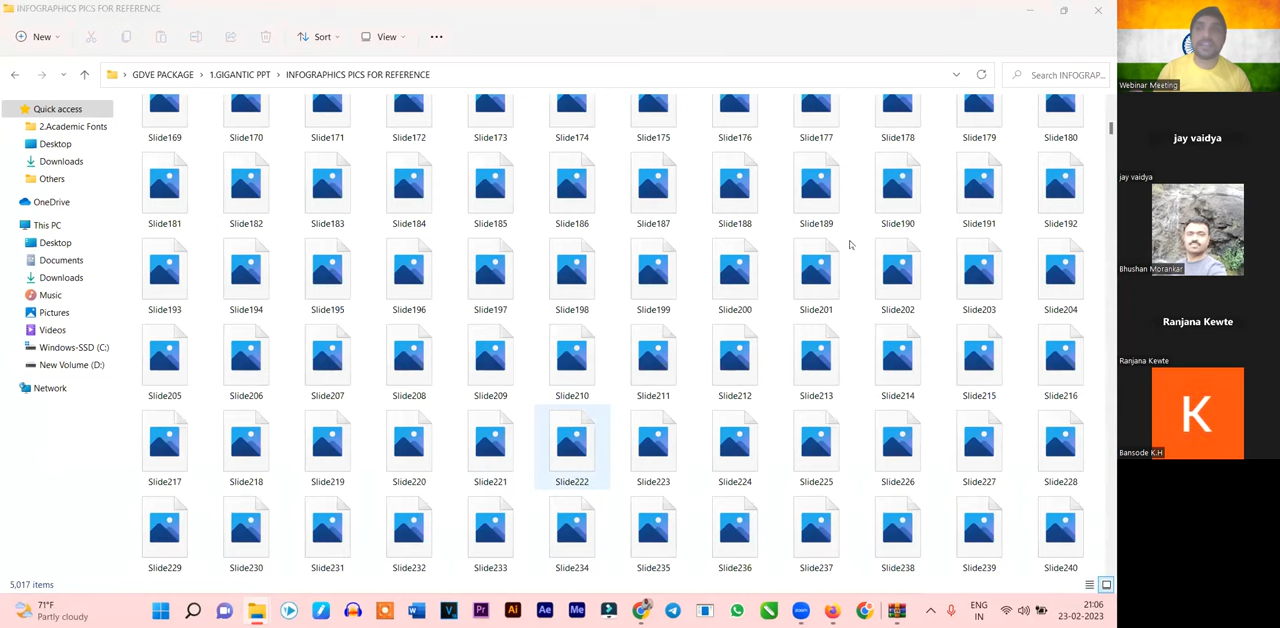 INFOGRAPHICS PICS FOR REFERENCE
New
Sort
View
GDVE PACKAGE > 1.GIGANTIC PPT > INFOGRAPHICS PICS FOR REFERENCE
Search INFOGRAP...
Quick access
2.Academic Fonts
Desktop
Downloads
Others
OneDrive
This PC
Desktop
Documents
Downloads
Music
Pictures
Videos
Windows-SSD (C:)
New Volume (D:)
Network
Slide169 Slide170 Slide171 Slide172 Slide173 Slide174 Slide175 Slide176 Slide177 Slide178 Slide179 Slide180
Slide181 Slide182 Slide183 Slide184 Slide185 Slide186 Slide187 Slide188 Slide189 Slide190 Slide191 Slide192
Slide193 Slide194 Slide195 Slide196 Slide197 Slide198 Slide199 Slide200 Slide201 Slide202 Slide203 Slide204
Slide205 Slide206 Slide207 Slide208 Slide209 Slide210 Slide211 Slide212 Slide213 Slide214 Slide215 Slide216
Slide217 Slide218 Slide219 Slide220 Slide221 Slide222 Slide223 Slide224 Slide225 Slide226 Slide227 Slide228
Slide229 Slide230 Slide231 Slide232 Slide233 Slide234 Slide235 Slide236 Slide237 Slide238 Slide239 Slide240
5,017 items
Webinar Meeting
jay vaidya
jay vaidya
Bhushan Morankar
Ranjana Kewte
Ranjana Kewte
K
Bansode K.H
71°F
Partly cloudy
W
V
Pr
Ai
Ae
Me
zoom
ENG
IN
21:06
23-02-2023